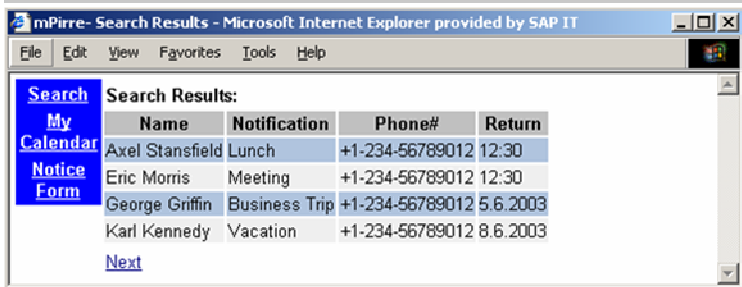 mPirre- Search Results - Microsoft Internet Explorer provided by SAP IT
File Edit View Favorites Tools Help
Search
My
Calendar
Notice
Form
Search Results:
Name Notification Phone# Return
Axel Stansfield Lunch +1-234-56789012 12:30
Eric Morris Meeting +1-234-56789012 12:30
George Griffin Business Trip +1-234-56789012 5.6.2003
Karl Kennedy Vacation +1-234-56789012 8.6.2003
Next